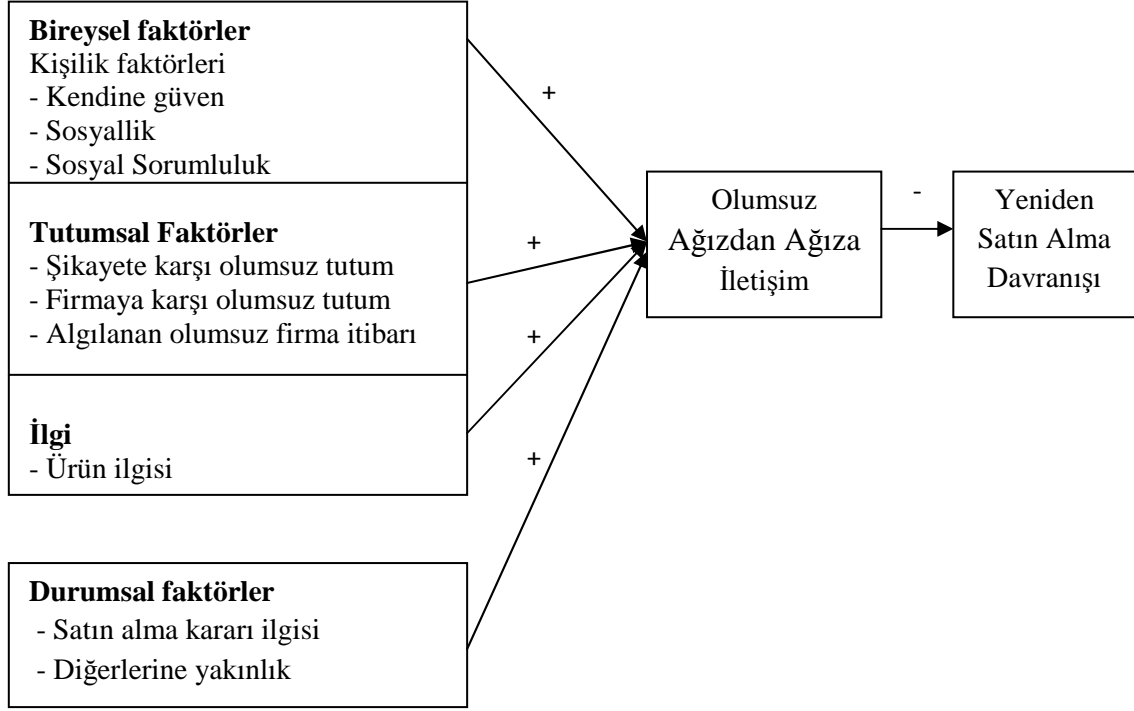 Bireysel faktörler
Kişilik faktörleri
- Kendine güven
- Sosyallik
- Sosyal Sorumluluk
Tutumsal Faktörler
- Şikayete karşı olumsuz tutum
- Firmaya karşı olumsuz tutum
- Algılanan olumsuz firma itibarı
İlgi
- Ürün ilgisi
Durumsal faktörler
- Satın alma kararı ilgisi
- Diğerlerine yakınlık
+
+
+
+
Olumsuz
Ağızdan Ağıza
İletişim
-
Yeniden
Satın Alma
Davranışı